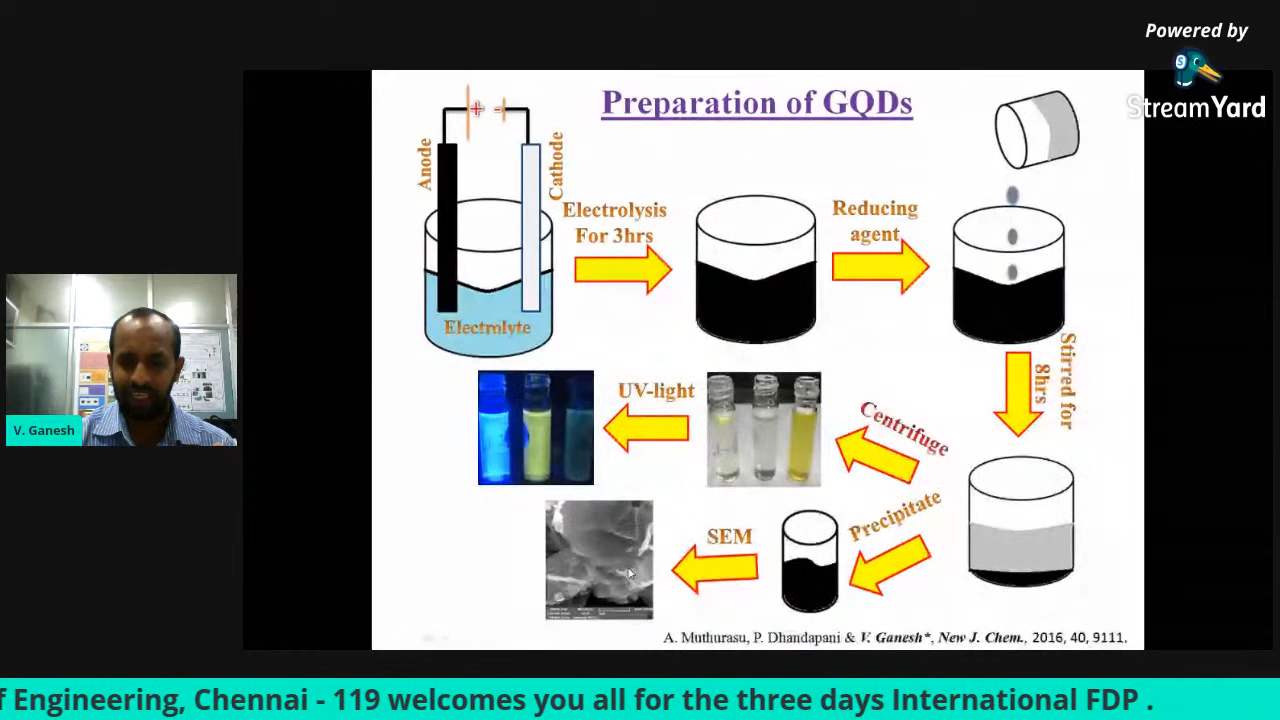 Powered by
StreamYard
Preparation of GQDs
+ -
Anode
Cathode
Electrolyte
Electrolysis
For 3hrs
Reducing
agent
Stirred for
8hrs
Centrifuge
UV-light
Precipitate
SEM
A. Muthurasu, P. Dhandapani & V. Ganesh*, New J. Chem., 2016, 40, 9111.
V. Ganesh
f Engineering, Chennai - 119 welcomes you all for the three days International FDP .